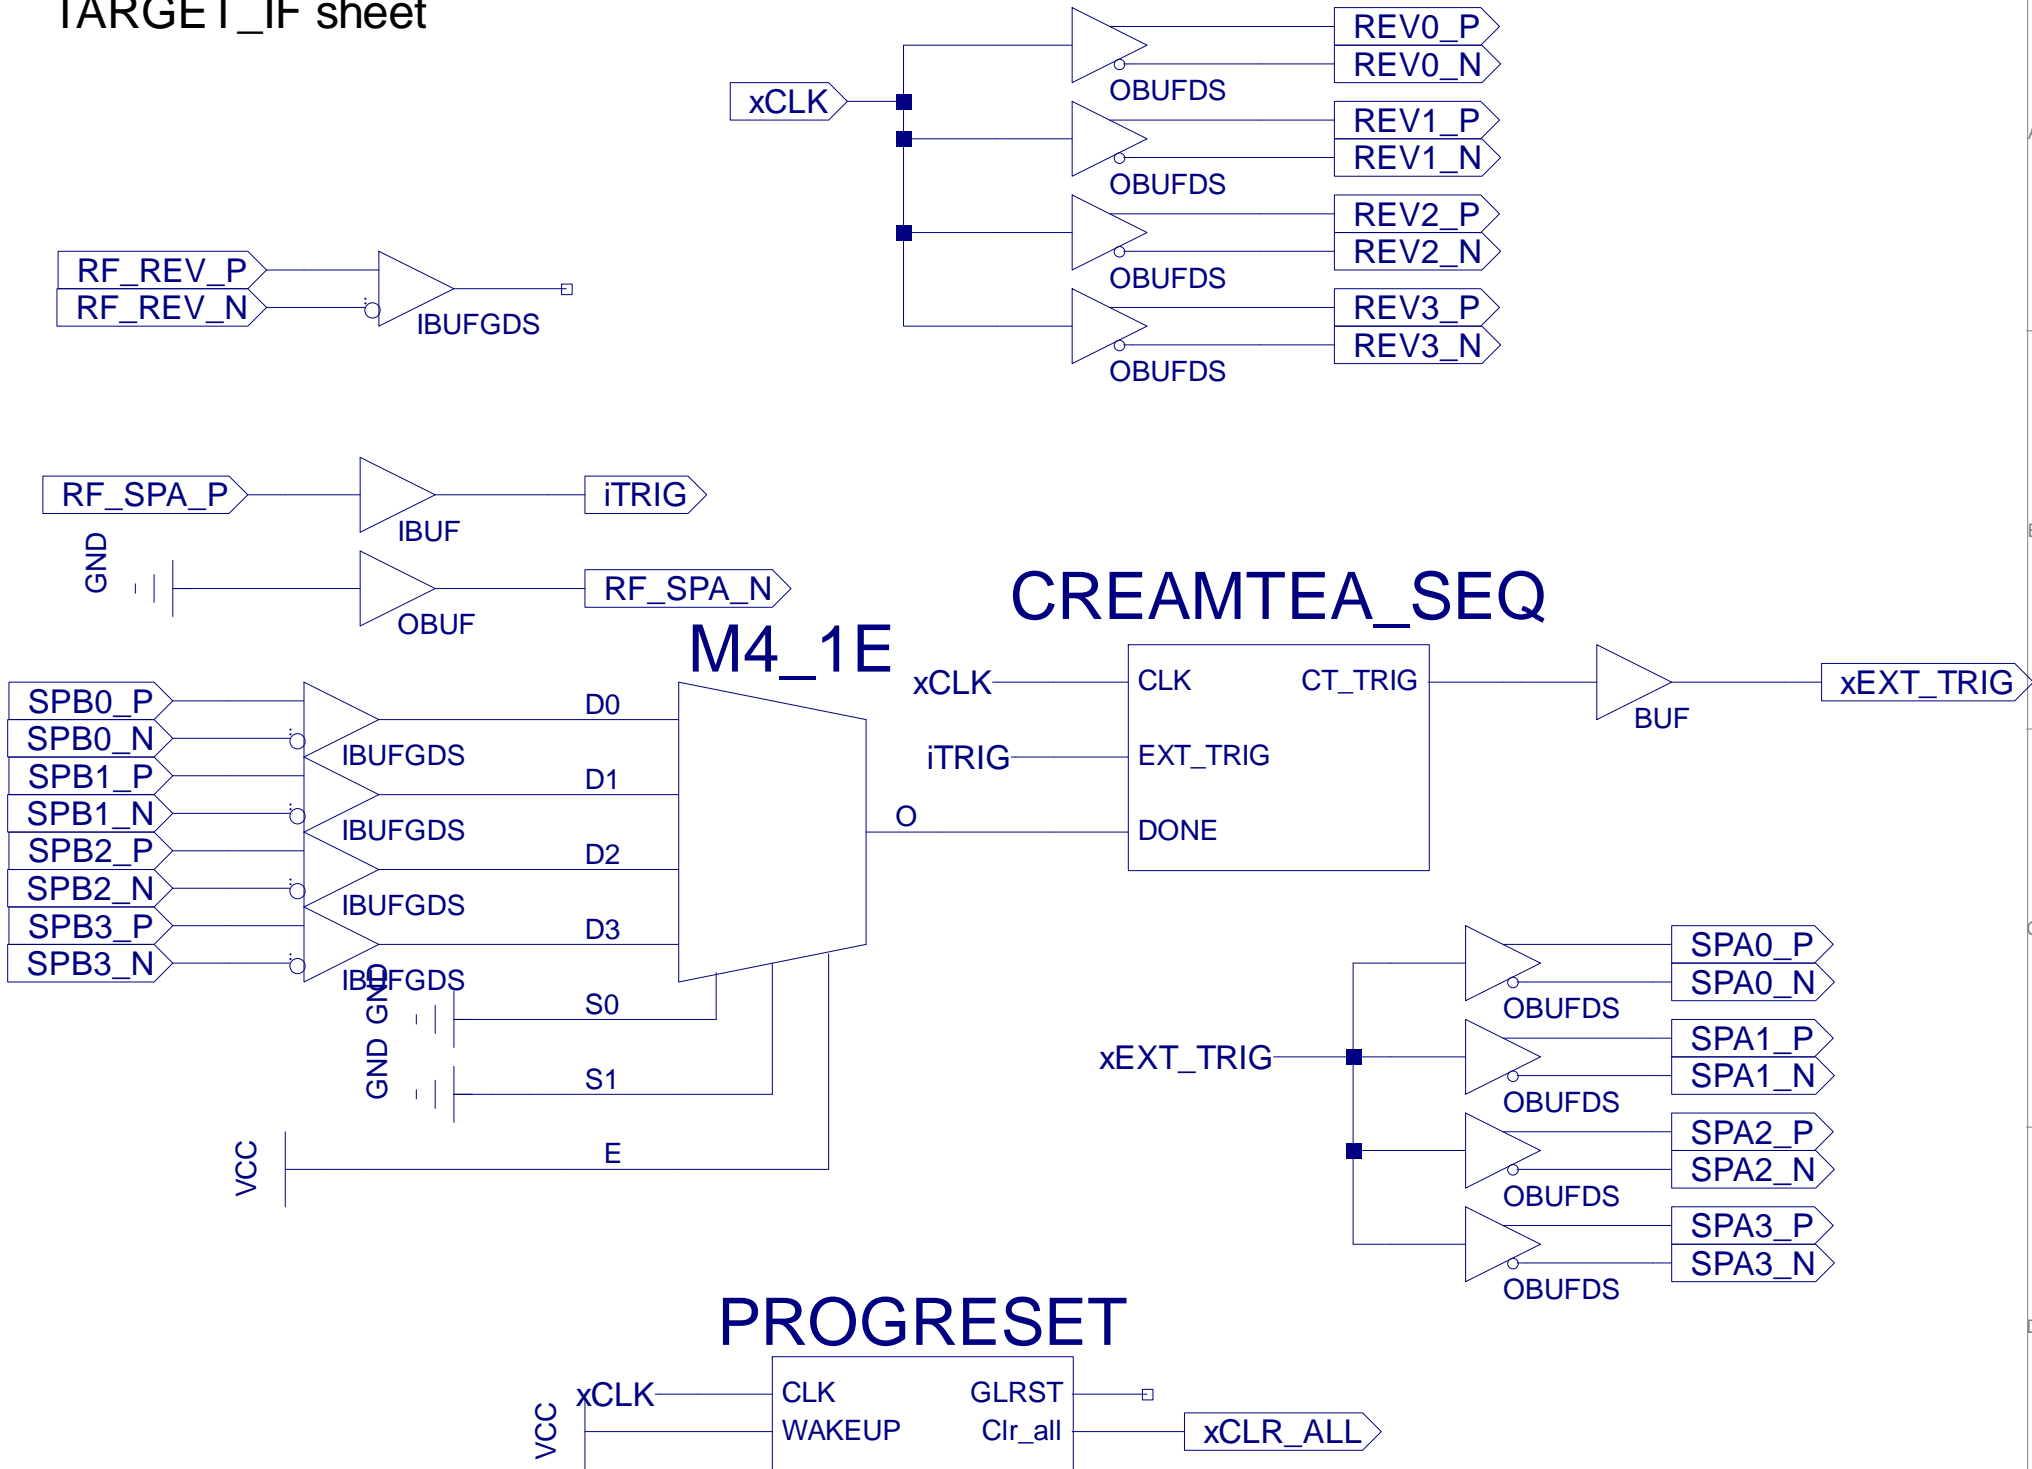 TARGET_IF sheet
xCLK
REV0_P
REV0_N
OBUFDS
REV1_P
REV1_N
OBUFDS
REV2_P
REV2_N
OBUFDS
REV3_P
REV3_N
OBUFDS
RF_REV_P
RF_REV_N
IBUFGDS
RF_SPA_P
IBUF
iTRIG
GND
OBUF
RF_SPA_N
M4_1E
SPB0_P
SPB0_N
IBUFGDS
D0
SPB1_P
SPB1_N
IBUFGDS
D1
SPB2_P
SPB2_N
IBUFGDS
D2
SPB3_P
SPB3_N
IBUFGDS
D3
O
GND
S0
GND
S1
VCC
E
CREAMTEA_SEQ
xCLK
CLK
CT_TRIG
BUF
xEXT_TRIG
iTRIG
EXT_TRIG
DONE
xEXT_TRIG
SPA0_P
SPA0_N
OBUFDS
SPA1_P
SPA1_N
OBUFDS
SPA2_P
SPA2_N
OBUFDS
SPA3_P
SPA3_N
OBUFDS
PROGRESET
xCLK
CLK
GLRST
VCC
WAKEUP
Clr_all
xCLR_ALL